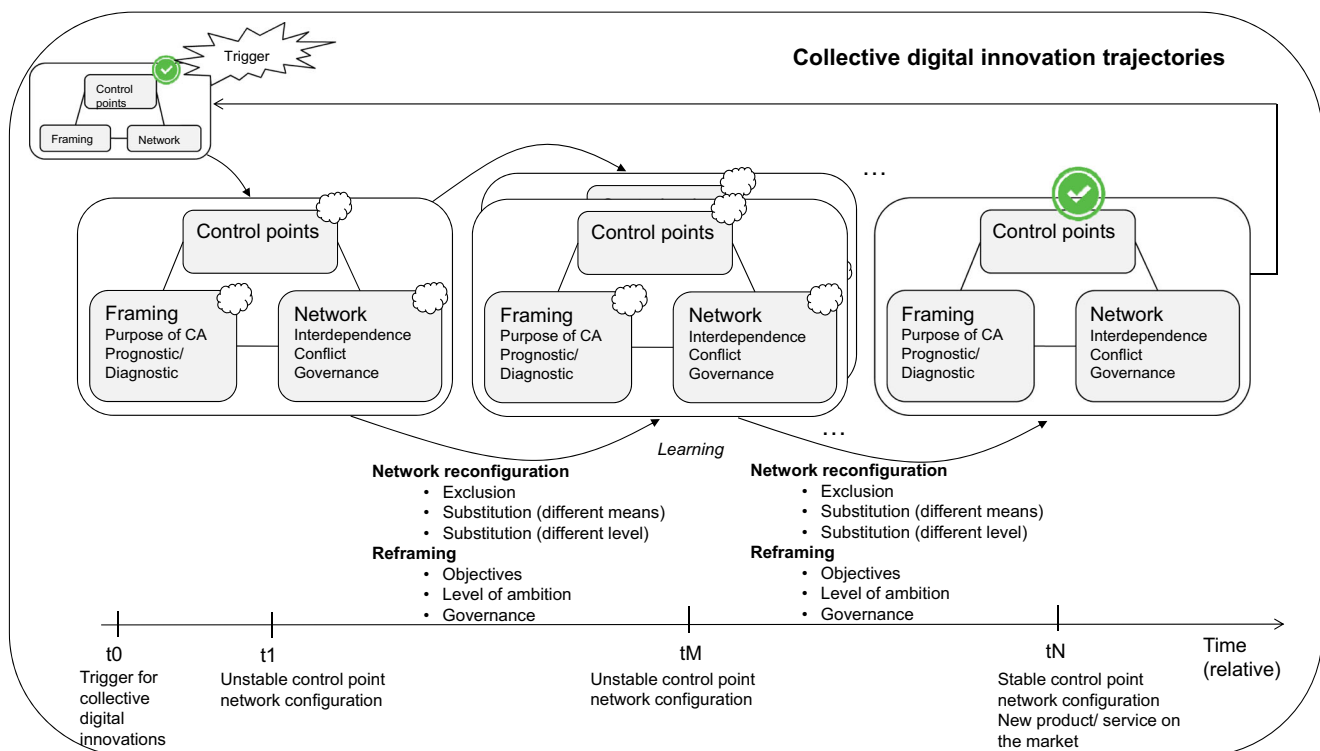 Trigger
Collective digital innovation trajectories
Control
points
Framing
Network
...
Control points
Framing
Purpose of CA
Prognostic/
Diagnostic
Network
Interdependence
Conflict
Governance
Control points
Framing
Purpose of CA
Prognostic/
Diagnostic
Network
Interdependence
Conflict
Governance
Control points
Framing
Purpose of CA
Prognostic/
Diagnostic
Network
Interdependence
Conflict
Governance
...
Learning
Network reconfiguration
• Exclusion
• Substitution (different means)
• Substitution (different level)
Reframing
• Objectives
• Level of ambition
• Governance
Network reconfiguration
• Exclusion
• Substitution (different means)
• Substitution (different level)
Reframing
• Objectives
• Level of ambition
• Governance
t0
Trigger for
collective
digital
innovations
t1
Unstable control point
network configuration
tM
Unstable control point
network configuration
tN
Stable control point
network configuration
New product/ service on
the market
Time
(relative)